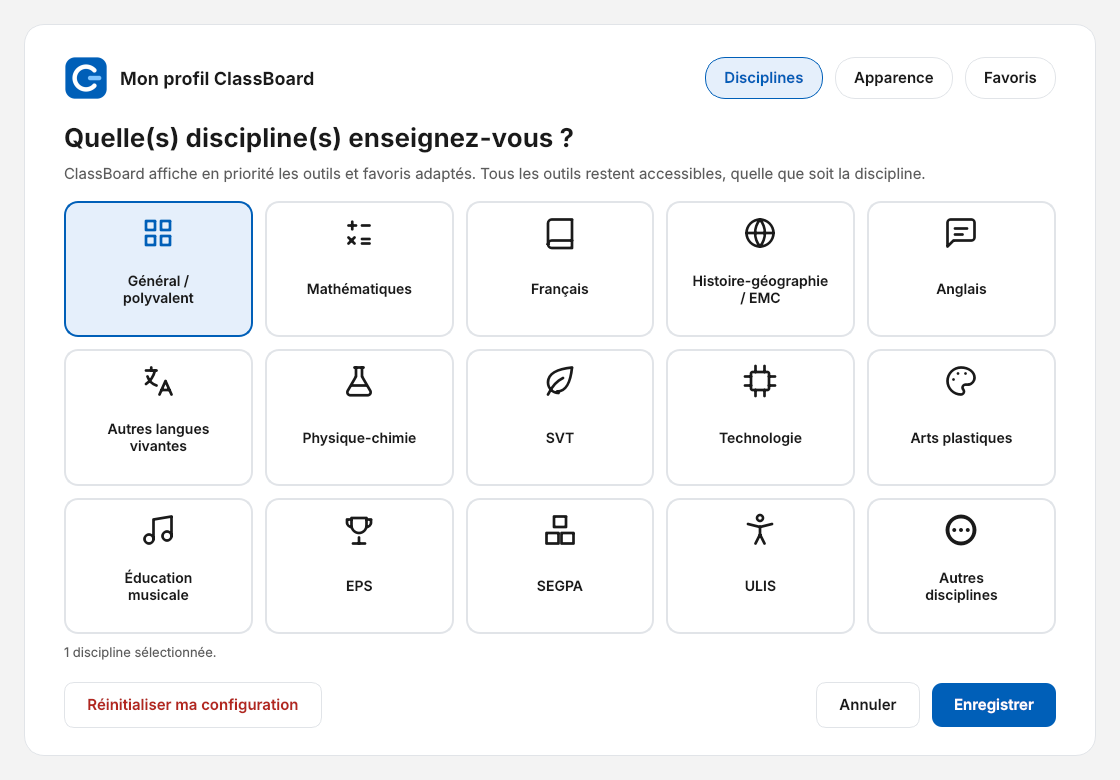 Mon profil ClassBoard
Disciplines
Apparence
Favoris
Quelle(s) discipline(s) enseignez-vous ?
ClassBoard affiche en priorité les outils et favoris adaptés. Tous les outils restent accessibles, quelle que soit la discipline.
Général /
polyvalent
Mathématiques
Français
Histoire-géographie
/ EMC
Anglais
Autres langues
vivantes
Physique-chimie
SVT
Technologie
Arts plastiques
Éducation
musicale
EPS
SEGPA
ULIS
Autres
disciplines
1 discipline sélectionnée.
Réinitialiser ma configuration
Annuler
Enregistrer